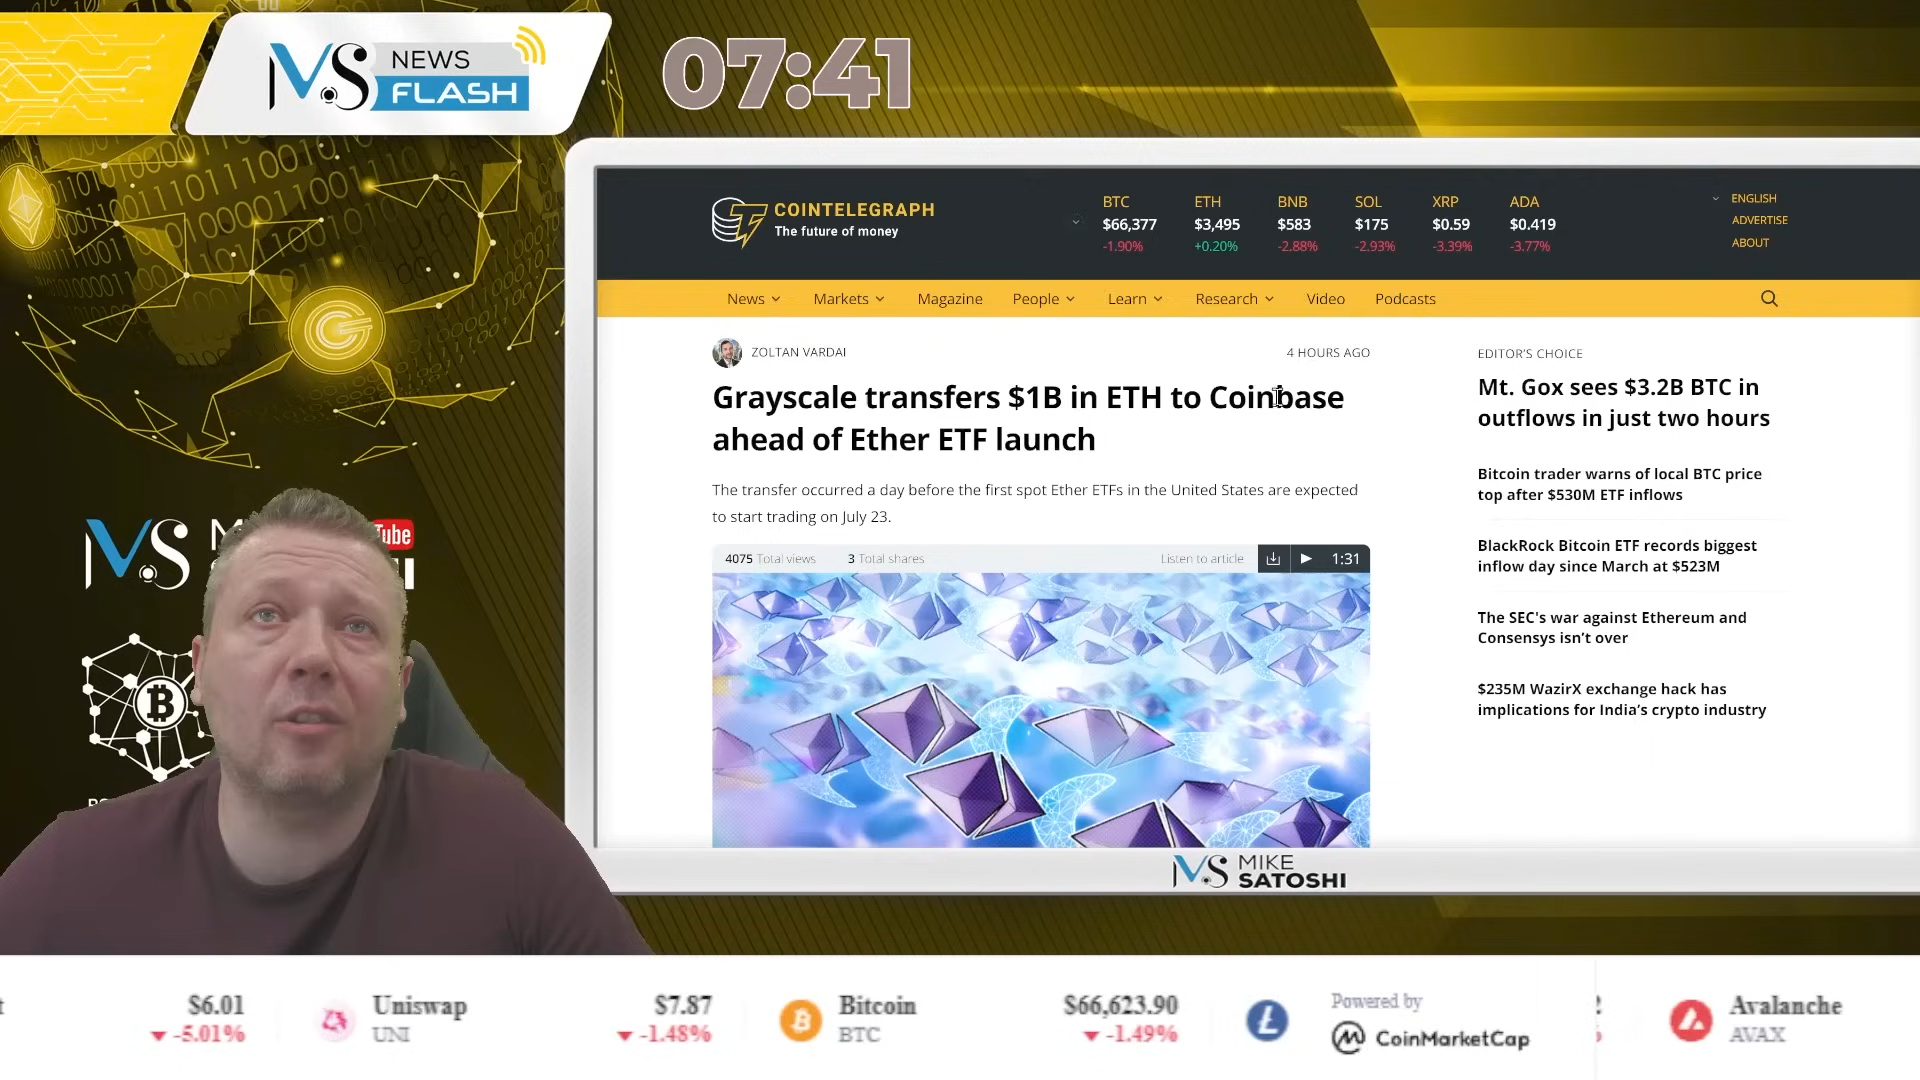 NEWS
FLASH
07:41
COINTELEGRAPH
The future of money
BTC ETH BNB SOL XRP ADA
$66,377 $3,495 $583 $175 $0.59 $0.419
-1.90% +0.20% -2.88% -2.93% -3.39% -3.77%
ENGLISH
ADVERTISE
ABOUT
News Markets Magazine People Learn Research Video Podcasts
ZOLTAN VARDAI
4 HOURS AGO
Grayscale transfers $1B in ETH to Coinbase
ahead of Ether ETF launch
The transfer occurred a day before the first spot Ether ETFs in the United States are expected
to start trading on July 23.
4075 Total views 3 Total shares Listen to article 1:31
EDITOR'S CHOICE
Mt. Gox sees $3.2B BTC in
outflows in just two hours
Bitcoin trader warns of local BTC price
top after $530M ETF inflows
BlackRock Bitcoin ETF records biggest
inflow day since March at $523M
The SEC's war against Ethereum and
Consensys isn't over
$235M WazirX exchange hack has
implications for India's crypto industry
MS MIKE
SATOSHI
$6.01
-5.01%
Uniswap
UNI
$7.87
-1.48%
Bitcoin
BTC
$66,623.90
-1.49%
Powered by
CoinMarketCap
Avalanche
AVAX